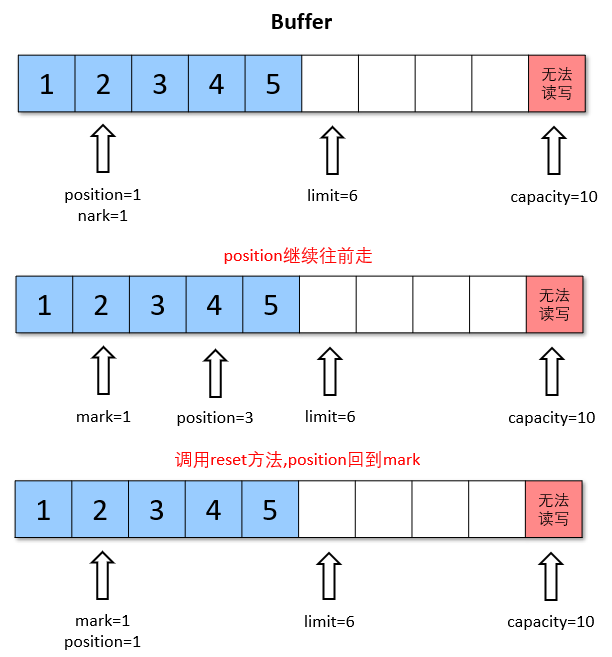 Buffer
1 2 3 4 5 无法
读写
position=1 limit=6 capacity=10
nark=1
position继续往前走
1 2 3 4 5 无法
读写
mark=1 position=3 limit=6 capacity=10
调用reset方法,position回到mark
1 2 3 4 5 无法
读写
mark=1 limit=6 capacity=10
position=1